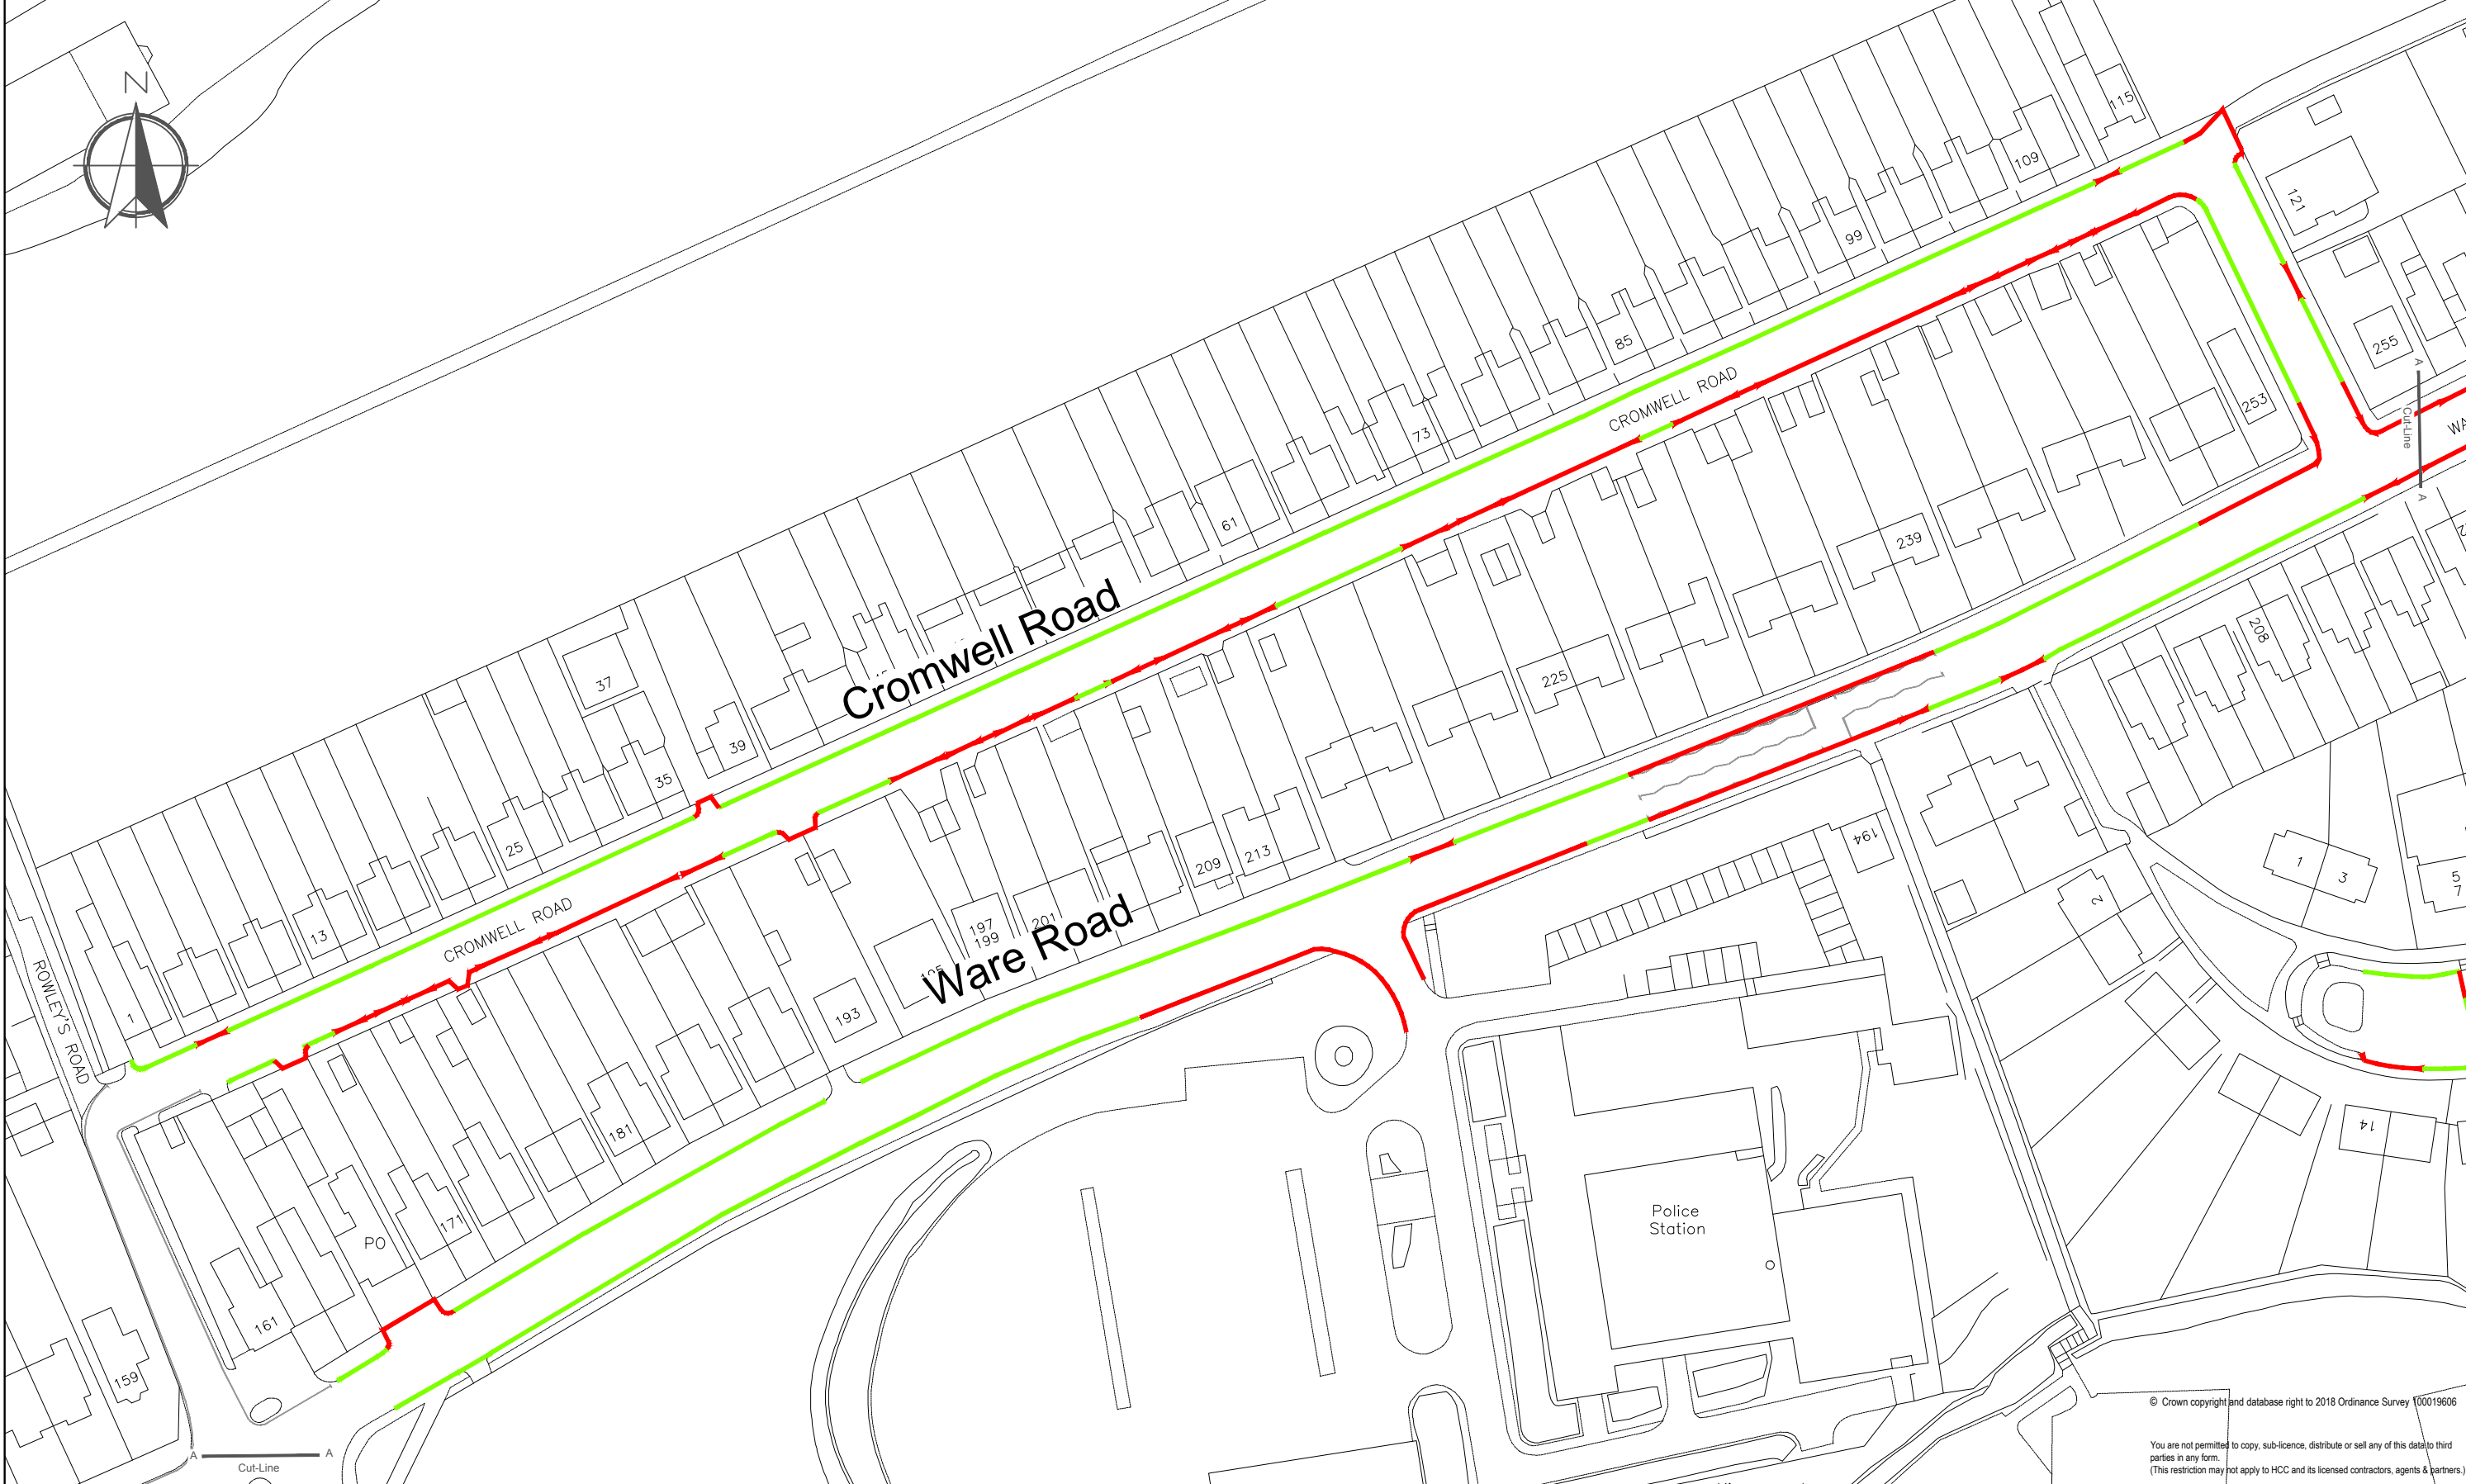 N
115
109
121
99
255
A
85
CROMWELL ROAD
253
Cut-Line
73
A
61
239
Cromwell Road
208
37
225
39
35
194
25
209
213
1
3
5
7
13
CROMWELL ROAD
197
199
201
Ware Road
2
ROWLEY'S ROAD
1
193
181
14
Police
Station
171
PO
161
159
© Crown copyright and database right to 2018 Ordinance Survey 100019606
You are not permitted to copy, sub-licence, distribute or sell any of this data to third
parties in any form.
(This restriction may not apply to HCC and its licensed contractors, agents & partners.)
A
A
Cut-Line